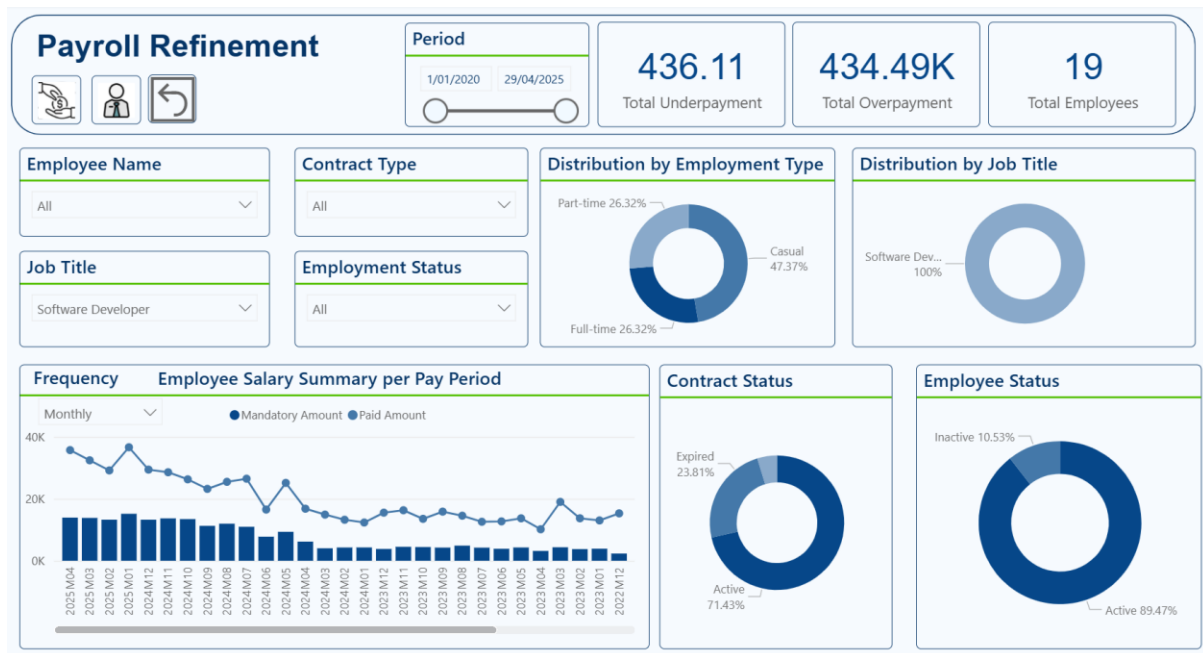 Payroll Refinement
Period
1/01/2020 29/04/2025
436.11
Total Underpayment
434.49K
Total Overpayment
19
Total Employees
Employee Name
All
Contract Type
All
Distribution by Employment Type
Part-time 26.32%
Casual
47.37%
Full-time 26.32%
Distribution by Job Title
Software Dev...
100%
Job Title
Software Developer
Employment Status
All
Frequency
Monthly
Employee Salary Summary per Pay Period
Mandatory Amount Paid Amount
40K
20K
0K
2025 M04
2025 M03
2025 M02
2025 M01
2024 M12
2024 M11
2024 M10
2024 M09
2024 M08
2024 M07
2024 M06
2024 M05
2024 M04
2024 M03
2024 M02
2024 M01
2023 M12
2023 M11
2023 M10
2023 M09
2023 M08
2023 M07
2023 M06
2023 M05
2023 M04
2023 M03
2023 M02
2023 M01
2022 M12
Contract Status
Expired
23.81%
Active
71.43%
Employee Status
Inactive 10.53%
Active 89.47%